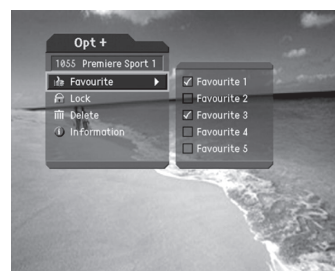 Opt +
1055 Premiere Sport 1
Favourite
Lock
Delete
Information
Favourite 1
Favourite 2
Favourite 3
Favourite 4
Favourite 5